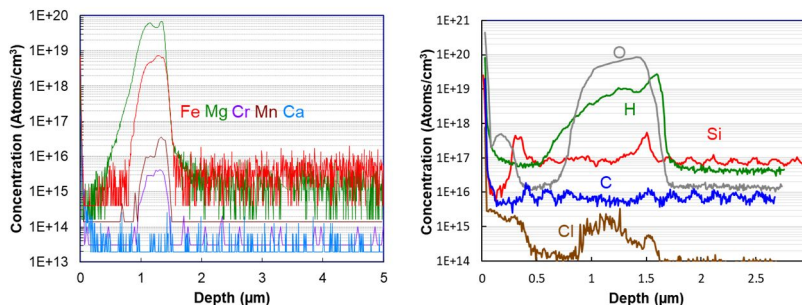 1E+20
1E+19
1E+18
1E+17
1E+16
1E+15
1E+14
1E+13
Concentration (Atoms/cm³)
Fe Mg Cr Mn Ca
0 1 2 3 4 5
Depth (µm)
1E+21
1E+20
1E+19
1E+18
1E+17
1E+16
1E+15
1E+14
Concentration (Atoms/cm³)
O
H
Si
C
Cl
0 0.5 1 1.5 2 2.5
Depth (µm)